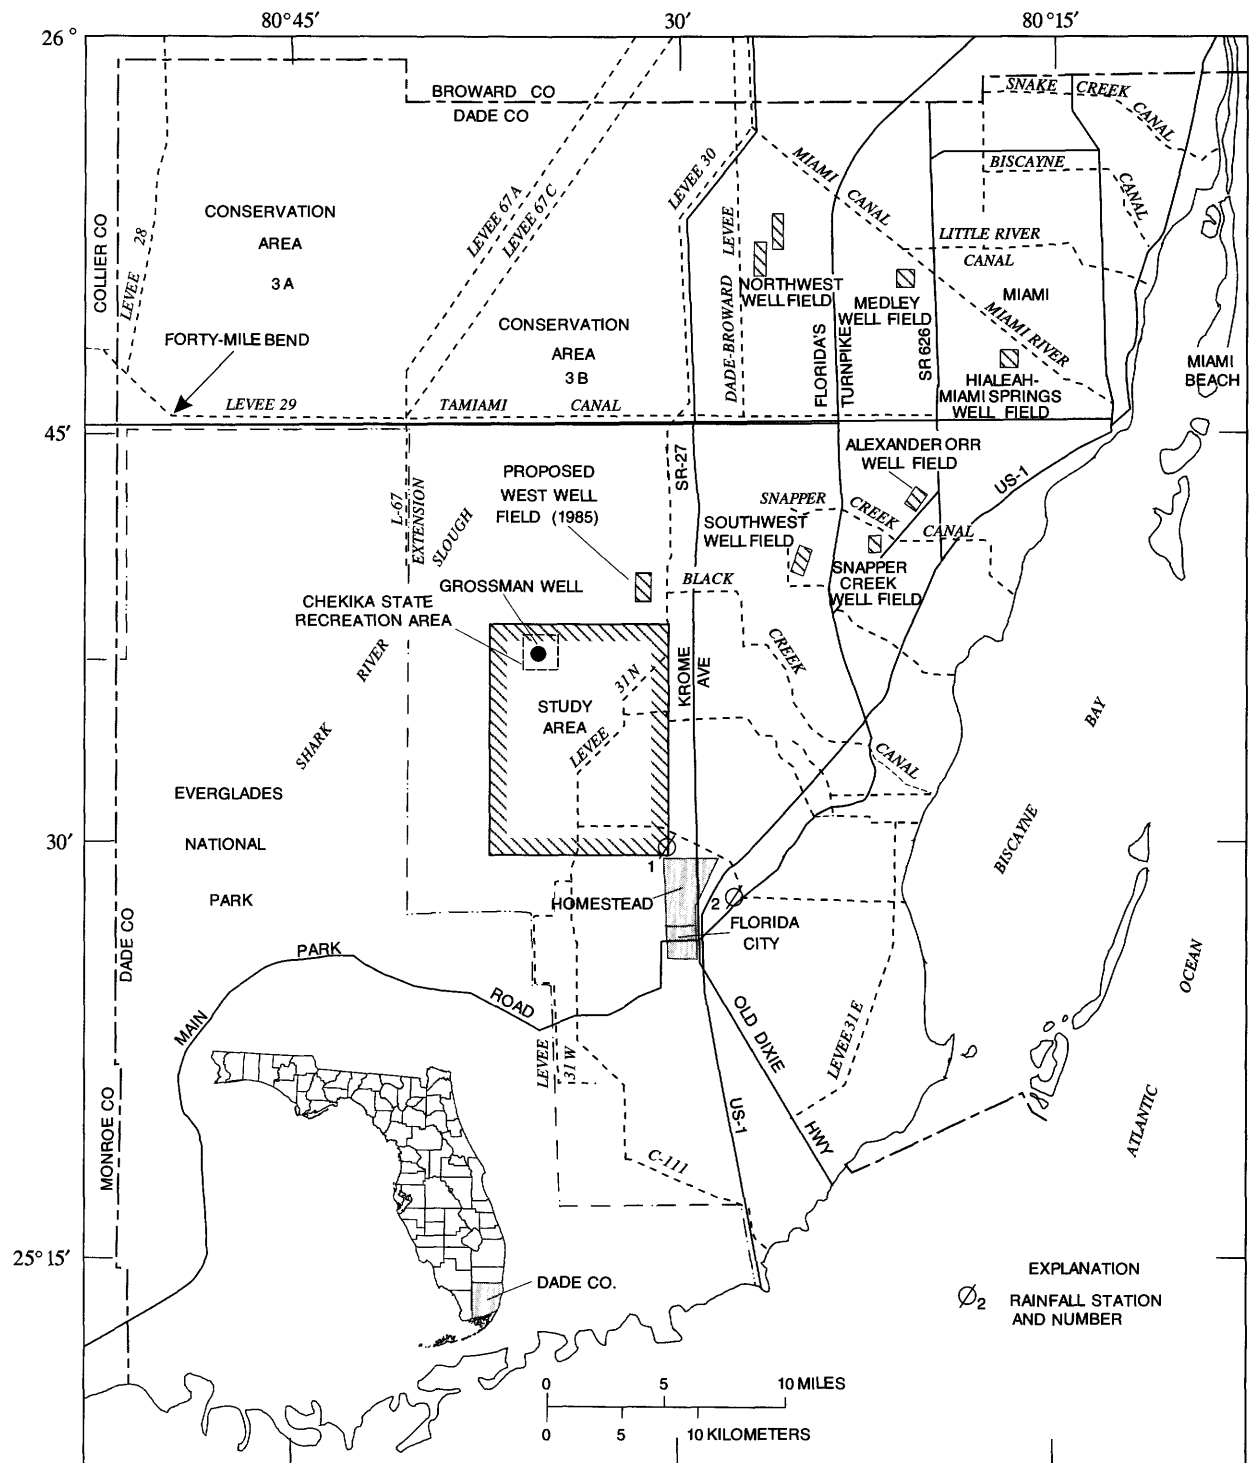 80°45′
30′
80°15′
26°
BROWARD CO
DADE CO
SNAKE CREEK CANAL
COLLIER CO
LEVEE 28
CONSERVATION
AREA
3A
LEVEE 67A
LEVEE 67C
LEVEE 30
MIAMI CANAL
BISCAYNE CANAL
LITTLE RIVER
CANAL
DADE-BROWARD LEVEE
NORTHWEST
WELL FIELD
MEDLEY
WELL FIELD
MIAMI
MIAMI RIVER
FLORIDA'S
TURNPIKE
SR 626
CONSERVATION
AREA
3B
FORTY-MILE BEND
HIALEAH-
MIAMI SPRINGS
WELL FIELD
MIAMI
BEACH
LEVEE 29
TAMIAMI CANAL
45′
SR-27
ALEXANDER ORR
WELL FIELD
US-1
PROPOSED
WEST WELL
FIELD (1985)
L-67
EXTENSION
SLOUGH
SNAPPER CREEK CANAL
SOUTHWEST
WELL FIELD
SNAPPER
CREEK
WELL FIELD
BLACK CREEK CANAL
GROSSMAN WELL
CHEKIKA STATE
RECREATION AREA
RIVER
SHARK
31N
LEVEE
STUDY
AREA
KROME
AVE
BAY
BISCAYNE
EVERGLADES
NATIONAL
PARK
30′
1
HOMESTEAD
2
FLORIDA
CITY
DADE CO
MONROE CO
MAIN
PARK
ROAD
OLD DIXIE
HWY
LEVEE 31E
OCEAN
ATLANTIC
LEVEE
31 W
US-1
C-111
25°15′
DADE CO.
EXPLANATION
2
RAINFALL STATION
AND NUMBER
0 5 10 MILES
0 5 10 KILOMETERS